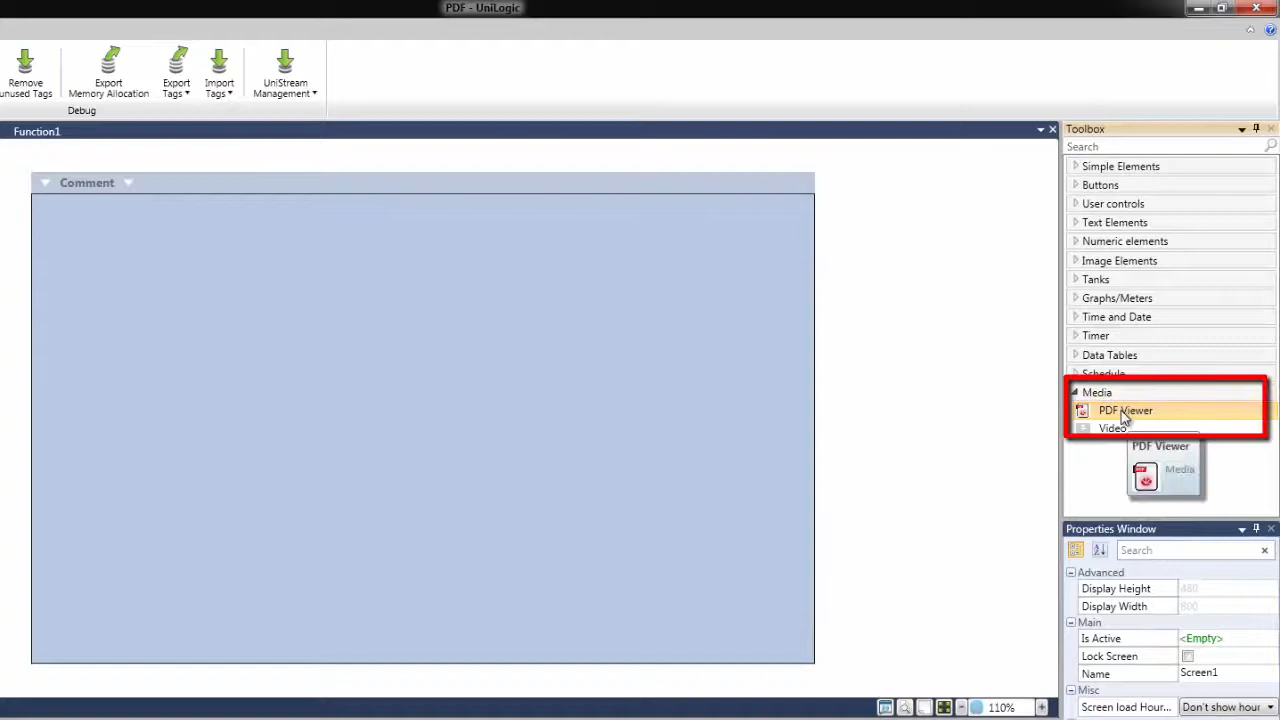 PDF - UniLogic
Remove
unused Tags
Export
Memory Allocation
Export
Tags
Import
Tags
UniStream
Management
Debug
Function1
Comment
Toolbox
Search
Simple Elements
Buttons
User controls
Text Elements
Numeric elements
Image Elements
Tanks
Graphs/Meters
Time and Date
Timer
Data Tables
Schedule
Media
PDF Viewer
Video
PDF Viewer
Media
Properties Window
Search
Advanced
Display Height 480
Display Width 800
Main
Is Active <Empty>
Lock Screen
Name Screen1
Misc
Screen load Hour... Don't show hour
110%